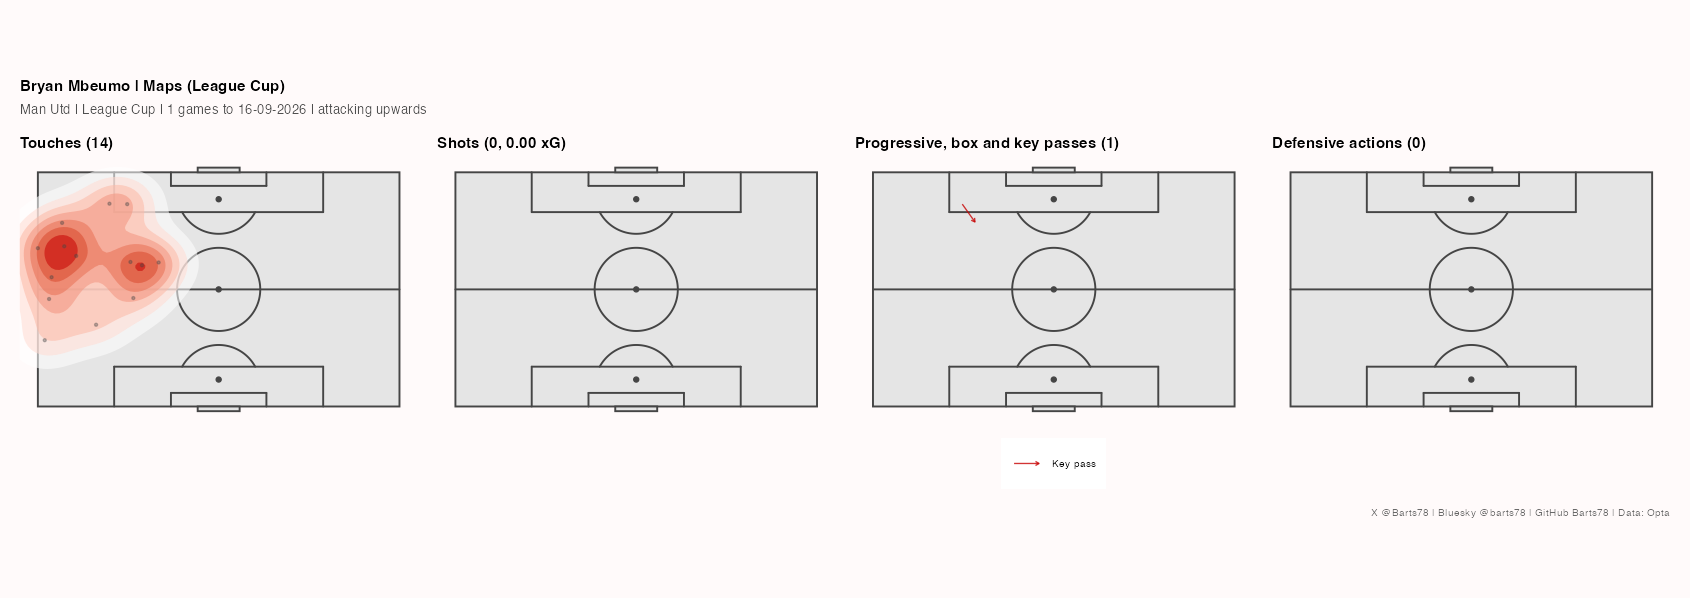 Bryan Mbeumo | Maps (League Cup)
Man Utd | League Cup | 1 games to 16-09-2026 | attacking upwards
Touches (14)
Shots (0, 0.00 xG)
Progressive, box and key passes (1)
Defensive actions (0)
Key pass
X @Barts78 | Bluesky @barts78 | GitHub Barts78 | Data: Opta